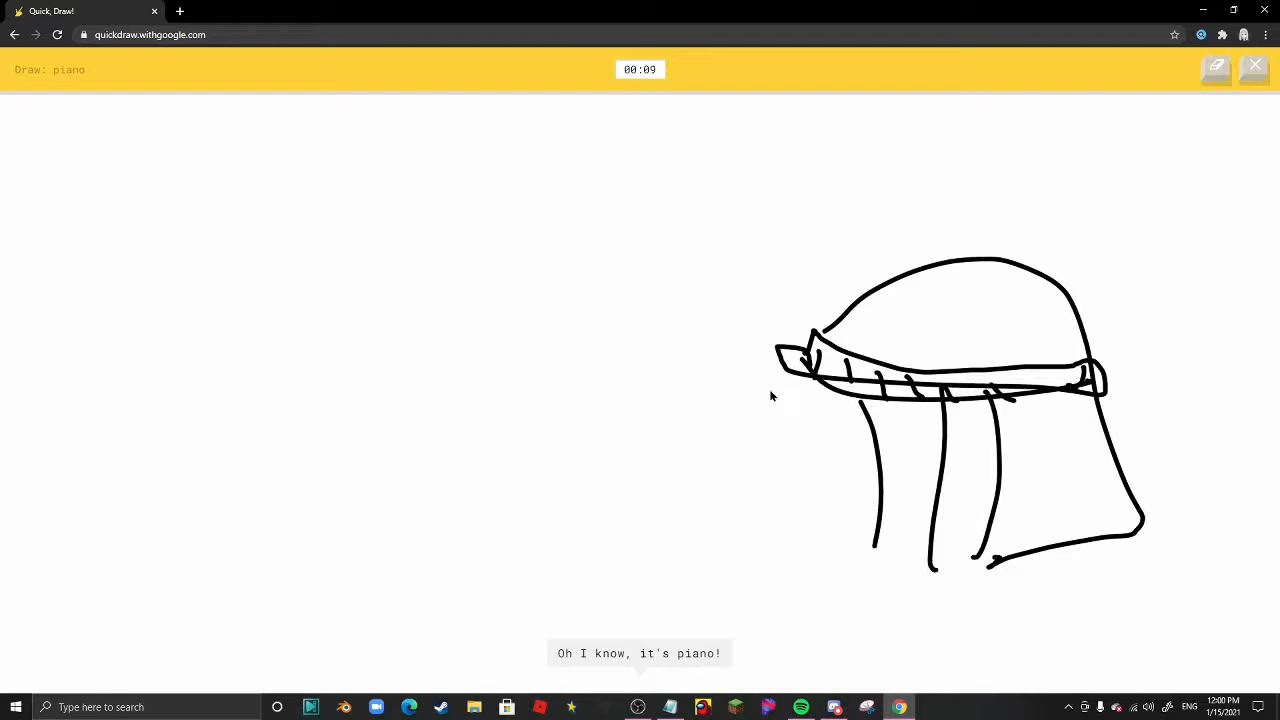 Quick, Draw!
quickdraw.withgoogle.com
Draw: piano
00:09
Oh I know, it's piano!
Type here to search
12:00 PM
1/15/2021